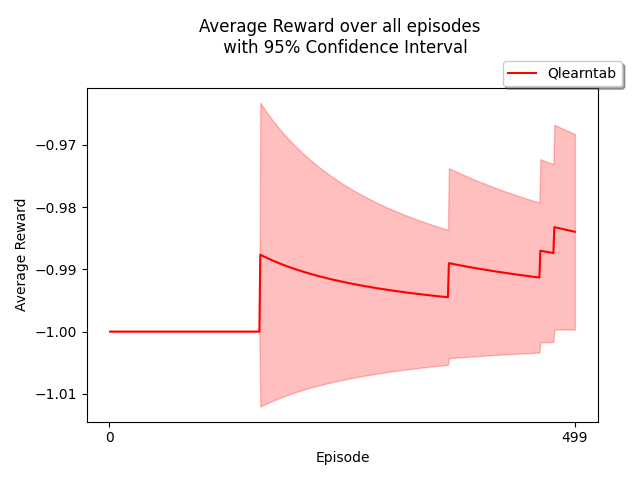 Average Reward over all episodes
with 95% Confidence Interval
Qlearntab
−0.97
−0.98
−0.99
−1.00
−1.01
Average Reward
0
499
Episode